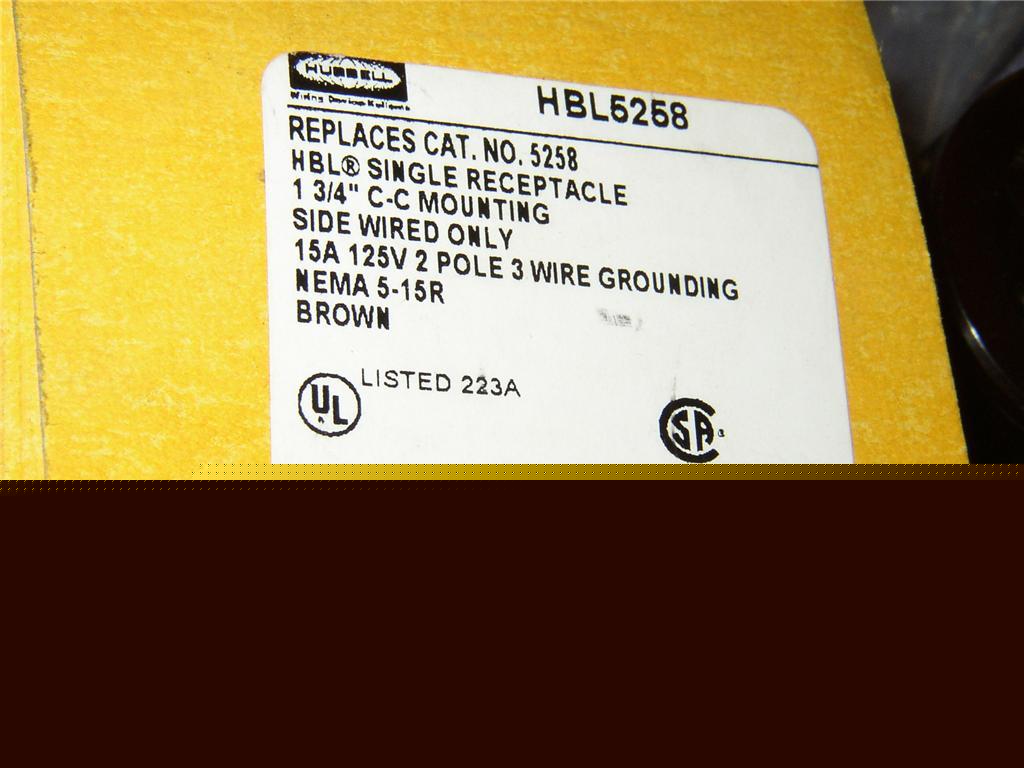 HUBBELL
HBL5258
REPLACES CAT. NO. 5258
HBL® SINGLE RECEPTACLE
1 3/4" C-C MOUNTING
SIDE WIRED ONLY
15A 125V 2 POLE 3 WIRE GROUNDING
NEMA 5-15R
BROWN
UL LISTED 223A
SA ®